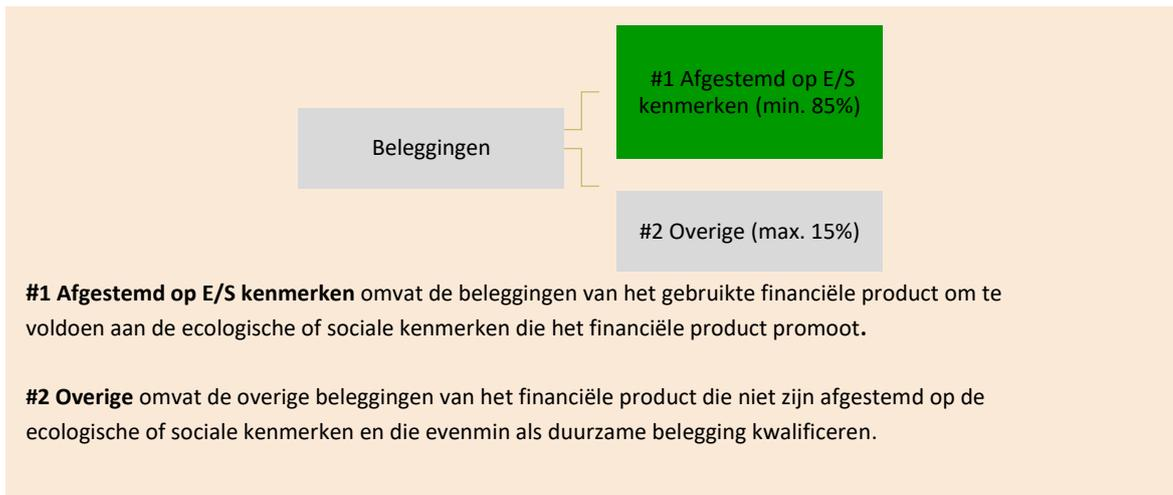 #1 Afgestemd op E/S
kenmerken (min. 85%)
Beleggingen
#2 Overige (max. 15%)
#1 Afgestemd op E/S kenmerken omvat de beleggingen van het gebruikte financiële product om te
voldoen aan de ecologische of sociale kenmerken die het financiële product promoot.
#2 Overige omvat de overige beleggingen van het financiële product die niet zijn afgestemd op de
ecologische of sociale kenmerken en die evenmin als duurzame belegging kwalificeren.